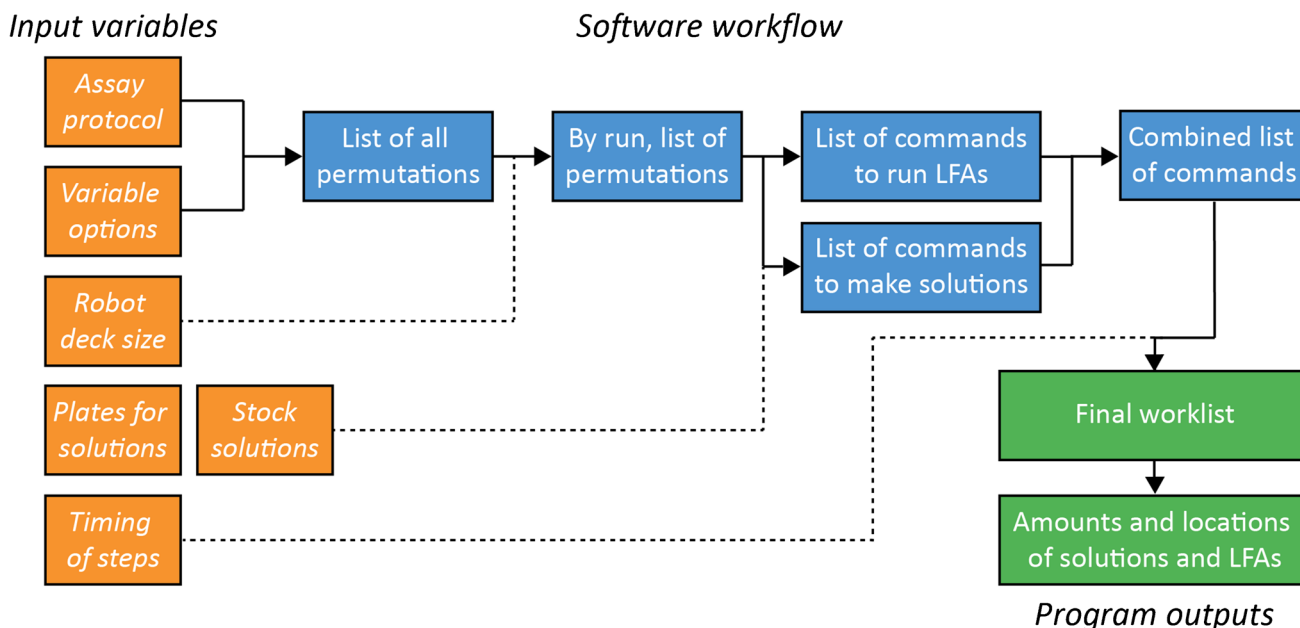 Input variables
Software workflow
Assay
protocol
Variable
options
Robot
deck size
Plates for
solutions
Stock
solutions
Timing
of steps
List of all
permutations
By run, list of
permutations
List of commands
to run LFAs
List of commands
to make solutions
Combined list
of commands
Final worklist
Amounts and locations
of solutions and LFAs
Program outputs